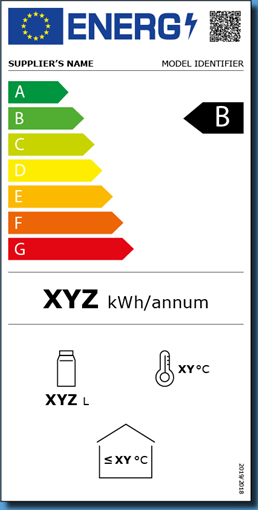 ENERG
SUPPLIER'S NAME MODEL IDENTIFIER
A
B B
C
D
E
F
G
XYZ kWh/annum
XY°C
XYZ L
≤ XY °C
2019/2018